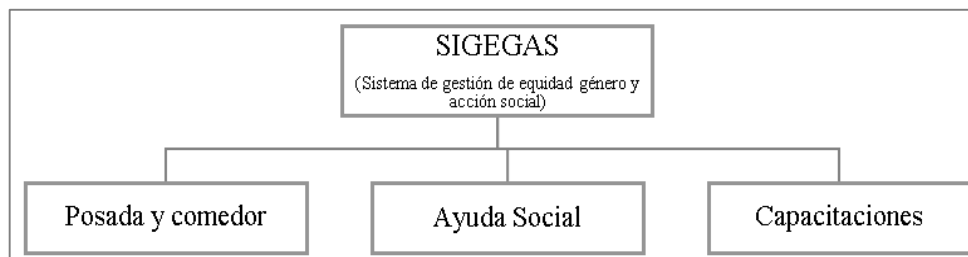 SIGEGAS
(Sistema de gestión de equidad género y
acción social)
Posada y comedor
Ayuda Social
Capacitaciones